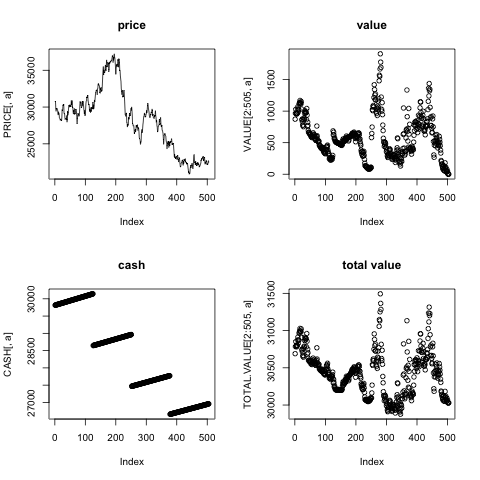 price
PRICE[, a]
35000
30000
25000
0 100 200 300 400 500
Index
value
VALUE[2:505, a]
1500
1000
500
0
0 100 200 300 400 500
Index
cash
CASH[, a]
30000
28500
27000
0 100 200 300 400 500
Index
total value
TOTAL.VALUE[2:505, a]
31500
31000
30500
30000
0 100 200 300 400 500
Index